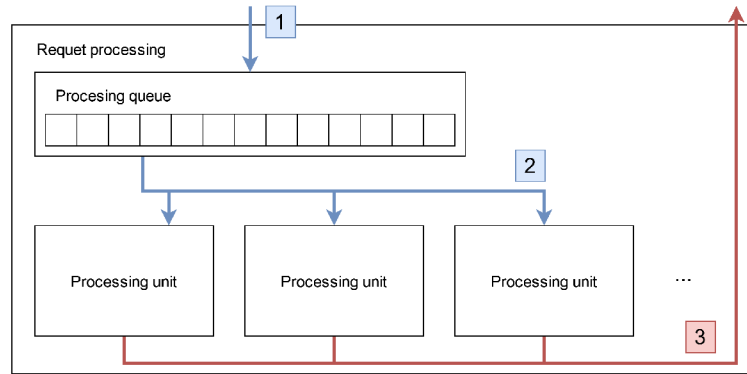 1
Requet processing
Procesing queue
2
Processing unit
Processing unit
Processing unit
...
3